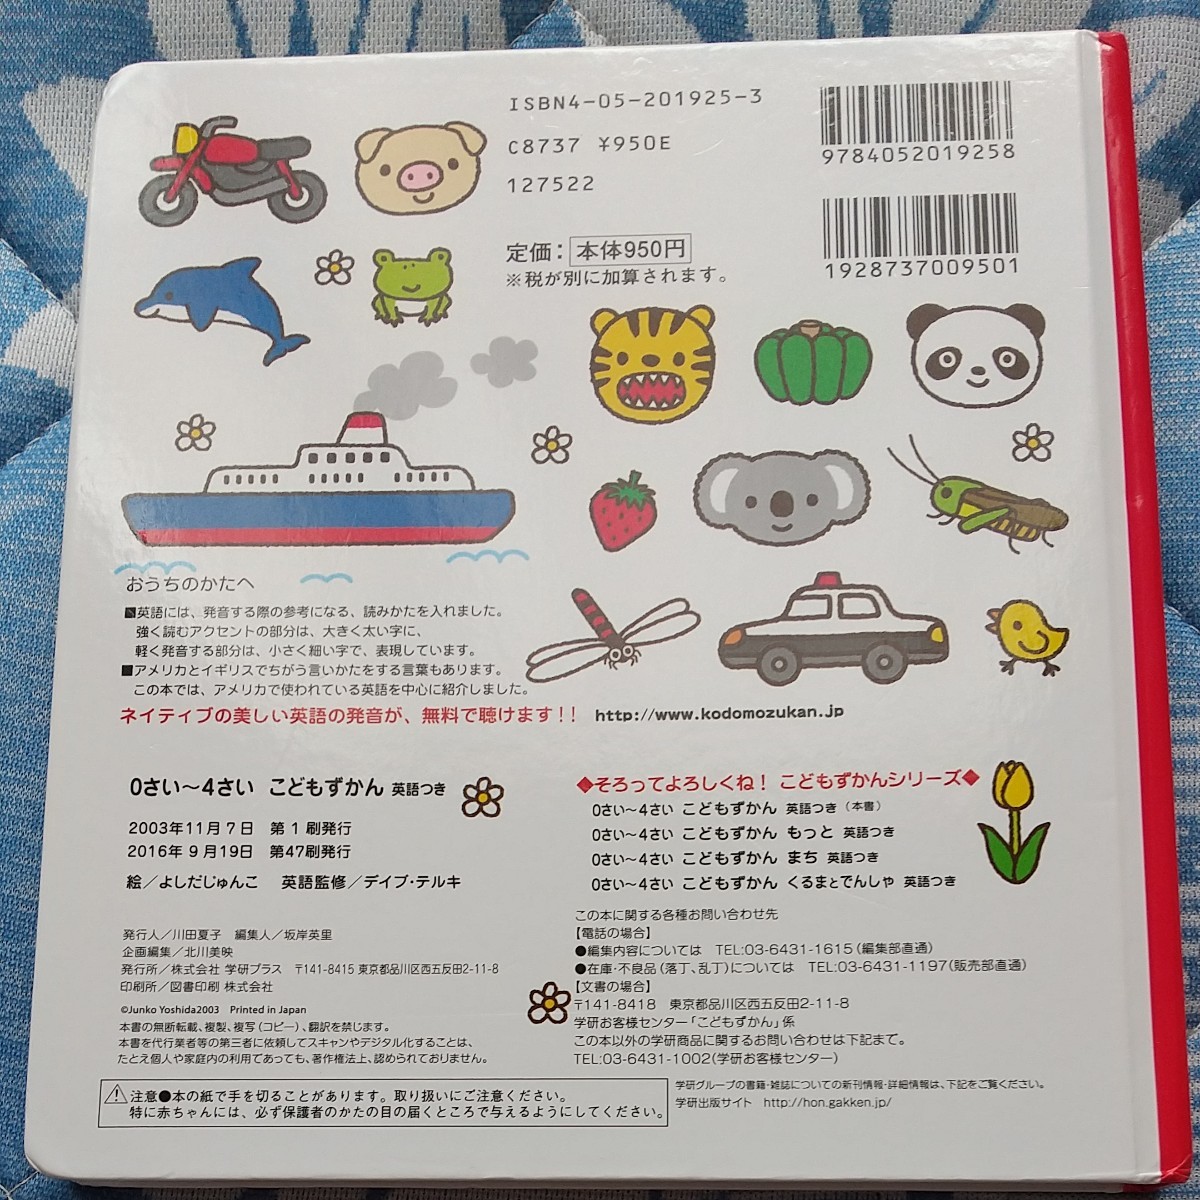 ISBN4-05-201925-3
C8737 ¥950E
127522
9784052019258
1928737009501
定価：本体950円
※税が別に加算されます。
おうちのかたへ
■英語には、発音する際の参考になる、読みかたを入れました。
強く読むアクセントの部分は、大きく太い字に、
軽く発音する部分は、小さく細い字で、表現しています。
■アメリカとイギリスでちがう言いかたをする言葉もあります。
この本では、アメリカで使われている英語を中心に紹介しました。
ネイティブの美しい英語の発音が、無料で聴けます！！ http://www.kodomozukan.jp
0さい〜4さい こどもずかん 英語つき
2003年11月7日 第1刷発行
2016年9月19日 第47刷発行
絵／よしだじゅんこ 英語監修／デイブ・テルキ
発行人／川田夏子 編集人／坂岸英里
企画編集／北川美映
発行所／株式会社 学研プラス 〒141-8415 東京都品川区西五反田2-11-8
印刷所／図書印刷 株式会社
©Junko Yoshida2003 Printed in Japan
本書の無断転載、複製、複写（コピー）、翻訳を禁じます。
本書を代行業者等の第三者に依頼してスキャンやデジタル化することは、
たとえ個人や家庭内の利用であっても、著作権法上、認められておりません。
◆そろってよろしくね！ こどもずかんシリーズ◆
0さい〜4さい こどもずかん 英語つき（本書）
0さい〜4さい こどもずかん もっと 英語つき
0さい〜4さい こどもずかん まち 英語つき
0さい〜4さい こどもずかん くるまとでんしゃ 英語つき
この本に関する各種お問い合わせ先
【電話の場合】
●編集内容については TEL:03-6431-1615（編集部直通）
●在庫・不良品（落丁、乱丁）については TEL:03-6431-1197（販売部直通）
【文書の場合】
〒141-8418 東京都品川区西五反田2-11-8
学研お客様センター「こどもずかん」係
この本以外の学研商品に関するお問い合わせは下記まで。
TEL:03-6431-1002（学研お客様センター）
注意●本の紙で手を切ることがあります。取り扱いにご注意ください。
特に赤ちゃんには、必ず保護者のかたの目の届くところで与えるようにしてください。
学研グループの書籍・雑誌についての新刊情報・詳細情報は、下記をご覧ください。
学研出版サイト http://hon.gakken.jp/